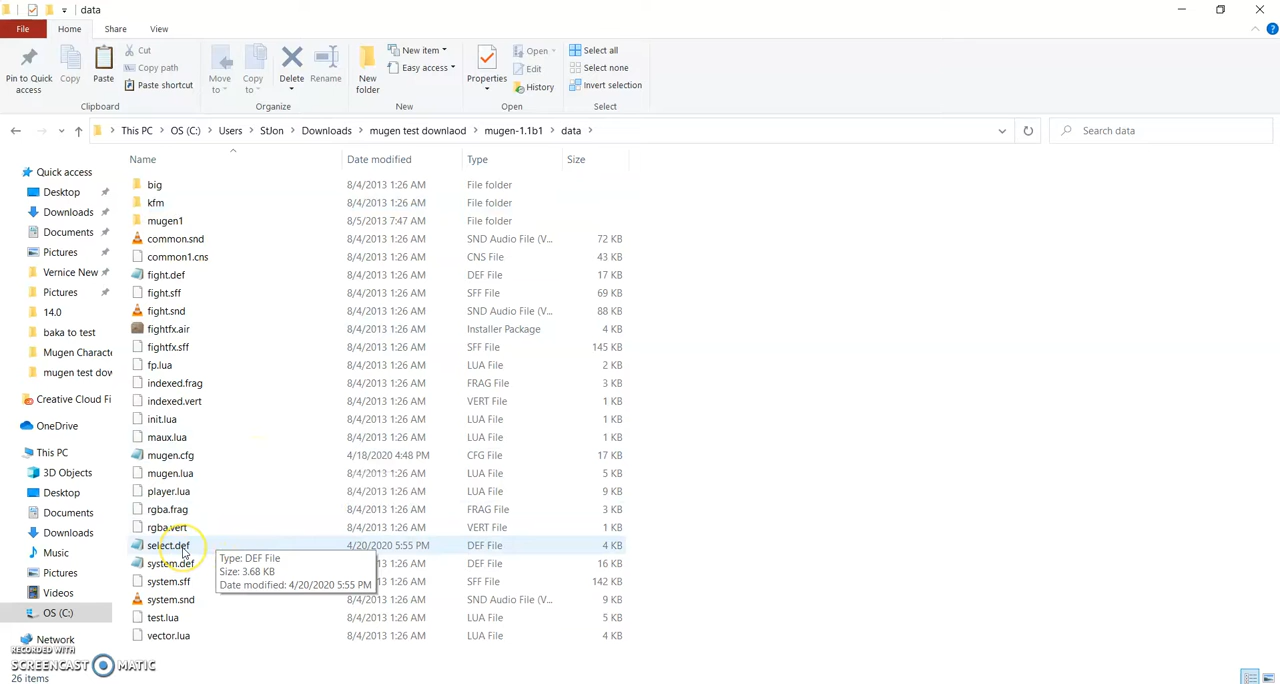 data
File Home Share View
Pin to Quick access
Copy
Paste
Cut
Copy path
Paste shortcut
Clipboard
Move to
Copy to
Delete
Rename
Organize
New folder
New item
Easy access
New
Properties
Open
Edit
History
Open
Select all
Select none
Invert selection
Select
This PC > OS (C:) > Users > StJon > Downloads > mugen test downlaod > mugen-1.1b1 > data >
Search data
Quick access
Desktop
Downloads
Documents
Pictures
Vernice New
Pictures
14.0
baka to test
Mugen Characte
mugen test dow
Creative Cloud Fi
OneDrive
This PC
3D Objects
Desktop
Documents
Downloads
Music
Pictures
Videos
OS (C:)
Network
Name Date modified Type Size
big 8/4/2013 1:26 AM File folder
kfm 8/4/2013 1:26 AM File folder
mugen1 8/5/2013 7:47 AM File folder
common.snd 8/4/2013 1:26 AM SND Audio File (V... 72 KB
common1.cns 8/4/2013 1:26 AM CNS File 43 KB
fight.def 8/4/2013 1:26 AM DEF File 17 KB
fight.sff 8/4/2013 1:26 AM SFF File 69 KB
fight.snd 8/4/2013 1:26 AM SND Audio File (V... 88 KB
fightfx.air 8/4/2013 1:26 AM Installer Package 4 KB
fightfx.sff 8/4/2013 1:26 AM SFF File 145 KB
fp.lua 8/4/2013 1:26 AM LUA File 2 KB
indexed.frag 8/4/2013 1:26 AM FRAG File 3 KB
indexed.vert 8/4/2013 1:26 AM VERT File 1 KB
init.lua 8/4/2013 1:26 AM LUA File 1 KB
maux.lua 8/4/2013 1:26 AM LUA File 1 KB
mugen.cfg 4/18/2020 4:48 PM CFG File 17 KB
mugen.lua 8/4/2013 1:26 AM LUA File 5 KB
player.lua 8/4/2013 1:26 AM LUA File 9 KB
rgba.frag 8/4/2013 1:26 AM FRAG File 3 KB
rgba.vert 8/4/2013 1:26 AM VERT File 1 KB
select.def 4/20/2020 5:55 PM DEF File 4 KB
system.def DEF File 16 KB
system.sff SFF File 142 KB
system.snd 8/4/2013 1:26 AM SND Audio File (V... 9 KB
test.lua 8/4/2013 1:26 AM LUA File 5 KB
vector.lua 8/4/2013 1:26 AM LUA File 4 KB
Type: DEF File
Size: 3.68 KB
Date modified: 4/20/2020 5:55 PM
RECORDED WITH
SCREENCAST MATIC
26 items